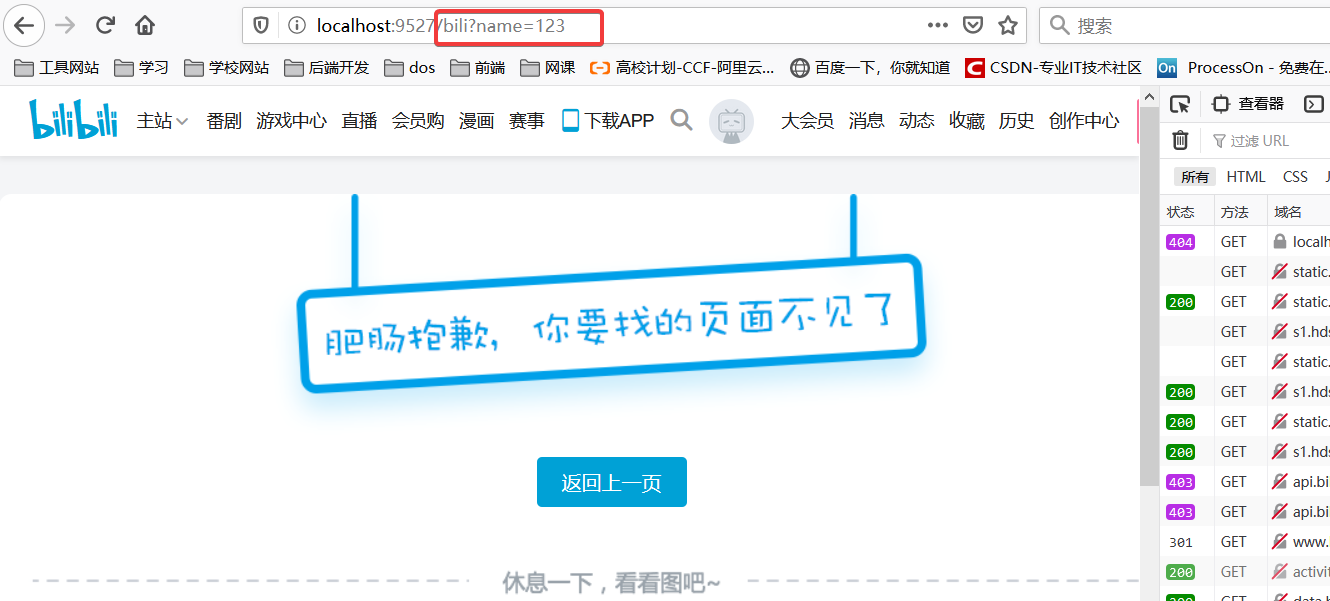 localhost:9527/bili?name=123
搜索
工具网站 学习 学校网站 后端开发 dos 前端 网课 高校计划-CCF-阿里云... 百度一下，你就知道 CSDN-专业IT技术社区 On ProcessOn - 免费在...
bilibili 主站 番剧 游戏中心 直播 会员购 漫画 赛事 下载APP 大会员 消息 动态 收藏 历史 创作中心
查看器
过滤 URL
所有 HTML CSS
状态 方法 域名
404 GET localh
GET static.
200 GET static.
GET s1.hds
GET static.
200 GET s1.hds
200 GET static.
200 GET s1.hds
403 GET api.bi
403 GET api.bi
301 GET www.
200 GET activit
200 GET data.b
肥肠抱歉，你要找的页面不见了
返回上一页
休息一下，看看图吧~